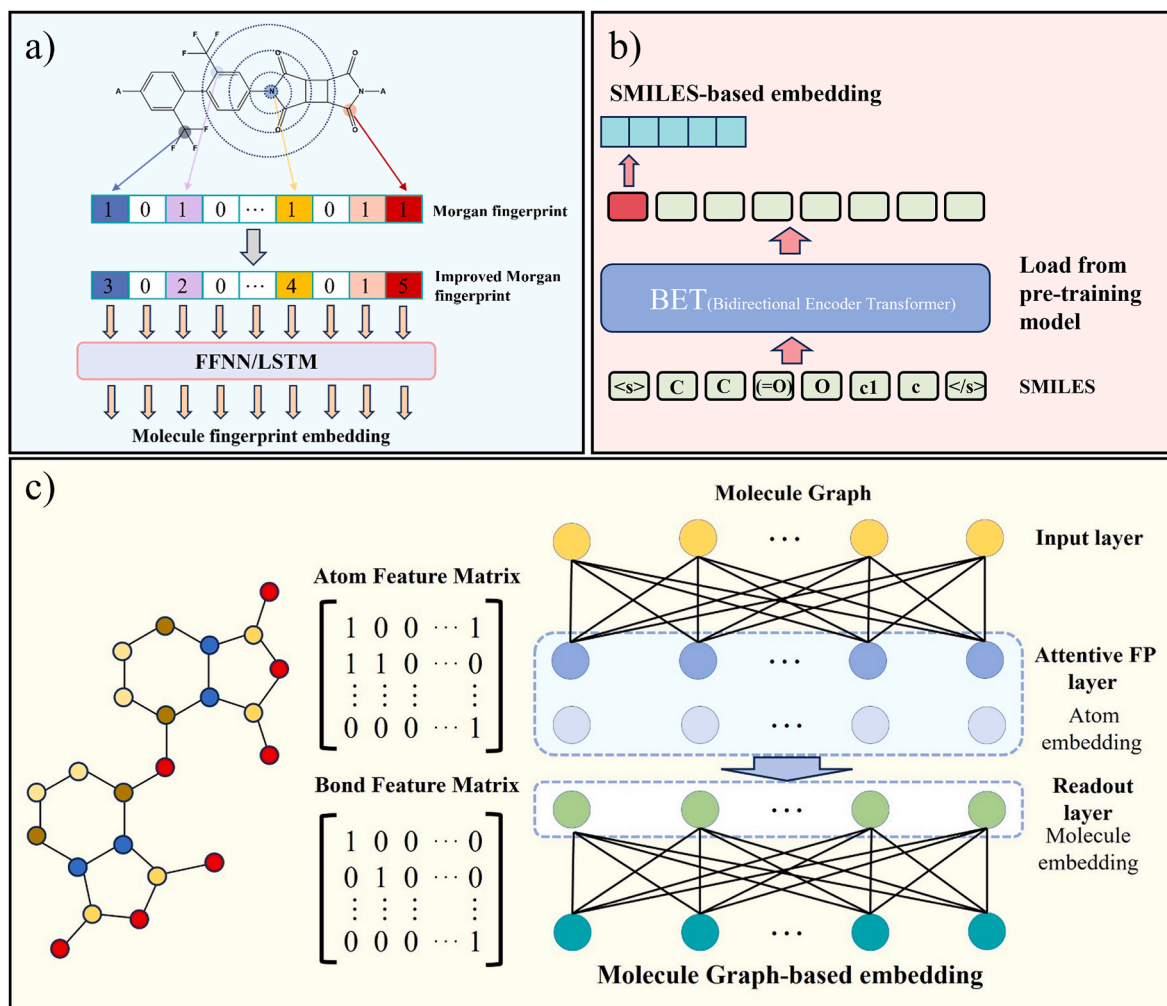 a)
F
F
F
A
F
F
F
O
O
N
O
O
N
A
1 0 1 0 ··· 1 0 1 1
Morgan fingerprint
3 0 2 0 ··· 4 0 1 5
Improved Morgan
fingerprint
FFNN/LSTM
Molecule fingerprint embedding
b)
SMILES-based embedding
BET(Bidirectional Encoder Transformer)
Load from
pre-training
model
<s> C C (=O) O c1 c </s>
SMILES
c)
Atom Feature Matrix
1 0 0 ··· 1
1 1 0 ··· 0
⋮ ⋮ ⋮ ⋮
0 0 0 ··· 1
Bond Feature Matrix
1 0 0 ··· 0
0 1 0 ··· 0
⋮ ⋮ ⋮ ⋮
0 0 0 ··· 1
Molecule Graph
···
Input layer
···
Attentive FP
layer
···
Atom
embedding
···
Readout
layer
Molecule
embedding
···
Molecule Graph-based embedding